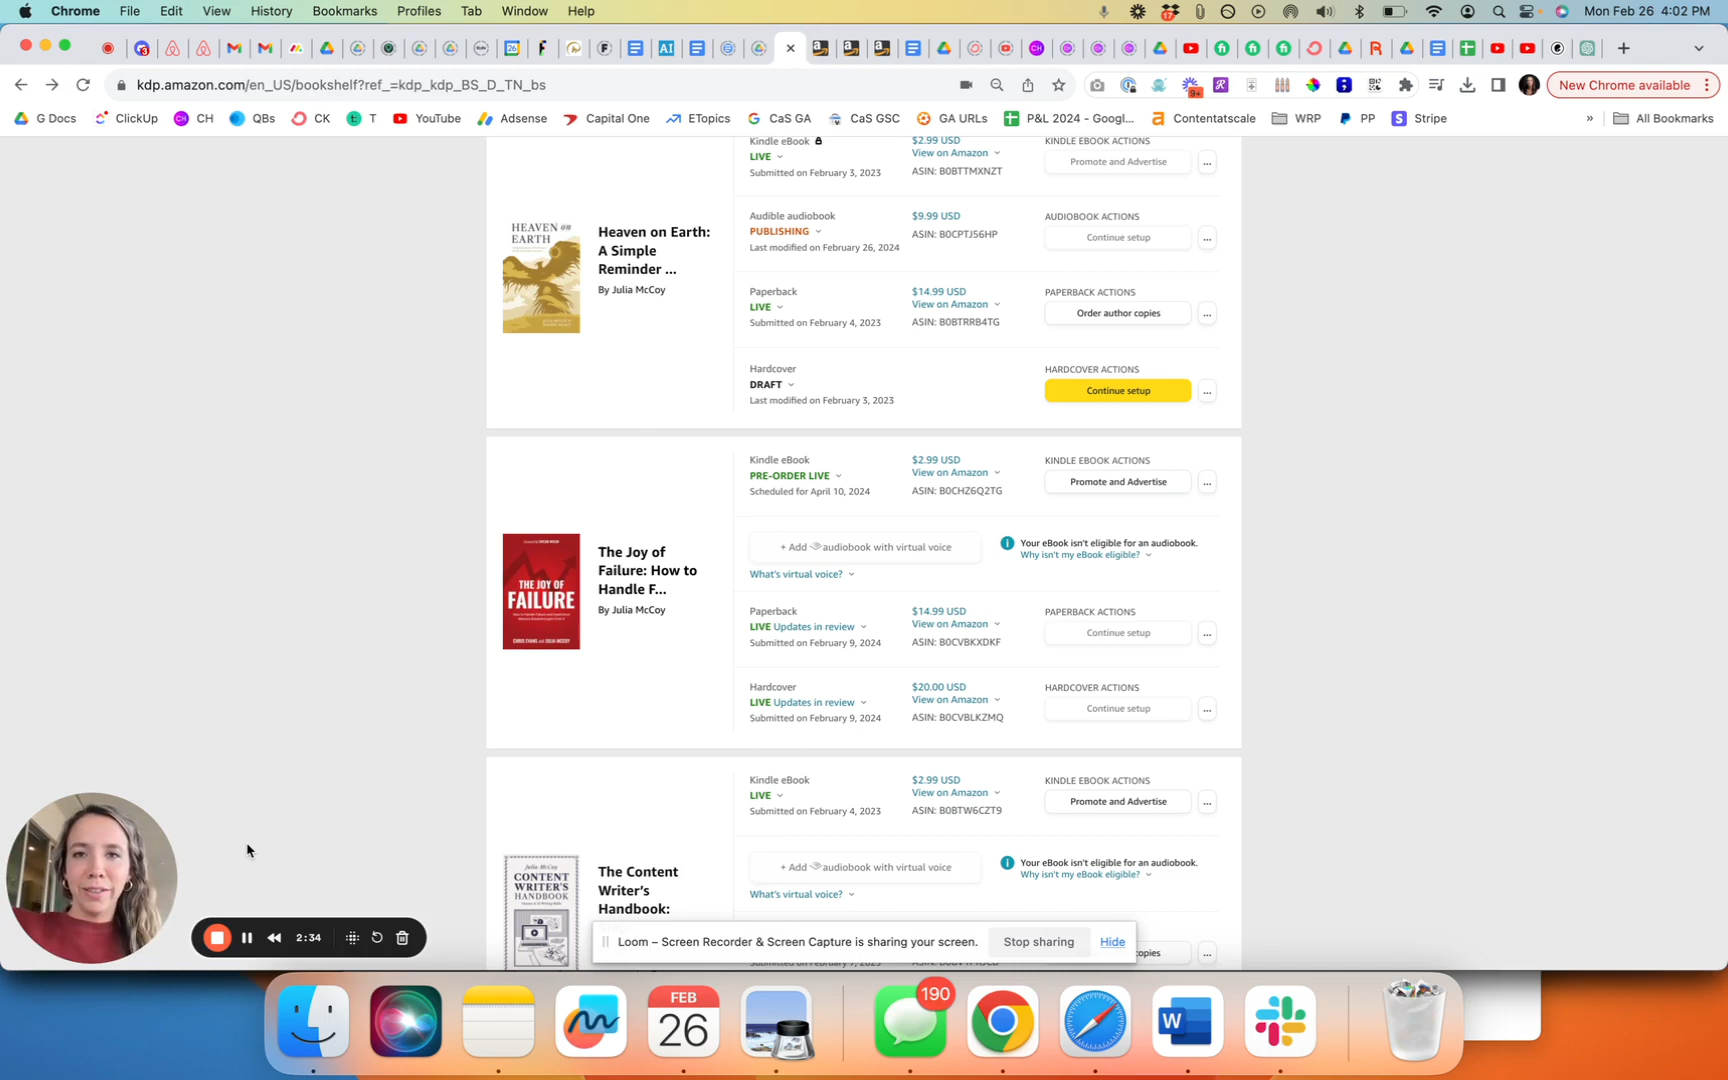 Chrome File Edit View History Bookmarks Profiles Tab Window Help
17
Mon Feb 26 4:02 PM
kdp.amazon.com/en_US/bookshelf?ref_=kdp_kdp_BS_D_TN_bs
9+
New Chrome available
G Docs ClickUp CH QBs CK T YouTube Adsense Capital One ETopics CaS GA CaS GSC GA URLs P&L 2024 - Googl... Contentatscale WRP PP Stripe » All Bookmarks
Kindle eBook $2.99 USD KINDLE EBOOK ACTIONS
LIVE View on Amazon Promote and Advertise ...
Submitted on February 3, 2023 ASIN: B0BTTMXNZT
HEAVEN on
EARTH
Heaven on Earth:
A Simple
Reminder ...
By Julia McCoy
Audible audiobook $9.99 USD AUDIOBOOK ACTIONS
PUBLISHING ASIN: B0CPTJ56HP Continue setup ...
Last modified on February 26, 2024
Paperback $14.99 USD PAPERBACK ACTIONS
LIVE View on Amazon Order author copies ...
Submitted on February 4, 2023 ASIN: B0BTRRB4TG
Hardcover HARDCOVER ACTIONS
DRAFT Continue setup ...
Last modified on February 3, 2023
Kindle eBook $2.99 USD KINDLE EBOOK ACTIONS
PRE-ORDER LIVE View on Amazon Promote and Advertise ...
Scheduled for April 10, 2024 ASIN: B0CHZ6Q2TG
THE JOY OF
FAILURE
CHRIS EVANS and JULIA MCCOY
The Joy of
Failure: How to
Handle F...
By Julia McCoy
+ Add audiobook with virtual voice
Your eBook isn't eligible for an audiobook.
Why isn't my eBook eligible?
What's virtual voice?
Paperback $14.99 USD PAPERBACK ACTIONS
LIVE Updates in review View on Amazon Continue setup ...
Submitted on February 9, 2024 ASIN: B0CVBKXDKF
Hardcover $20.00 USD HARDCOVER ACTIONS
LIVE Updates in review View on Amazon Continue setup ...
Submitted on February 9, 2024 ASIN: B0CVBLKZMQ
Kindle eBook $2.99 USD KINDLE EBOOK ACTIONS
LIVE View on Amazon Promote and Advertise ...
Submitted on February 4, 2023 ASIN: B0BTW6CZT9
Julia McCoy
CONTENT
WRITER'S
HANDBOOK
The Content
Writer's
Handbook:
+ Add audiobook with virtual voice
Your eBook isn't eligible for an audiobook.
Why isn't my eBook eligible?
What's virtual voice?
2:34
Loom – Screen Recorder & Screen Capture is sharing your screen. Stop sharing Hide
copies ...
FEB
26
190